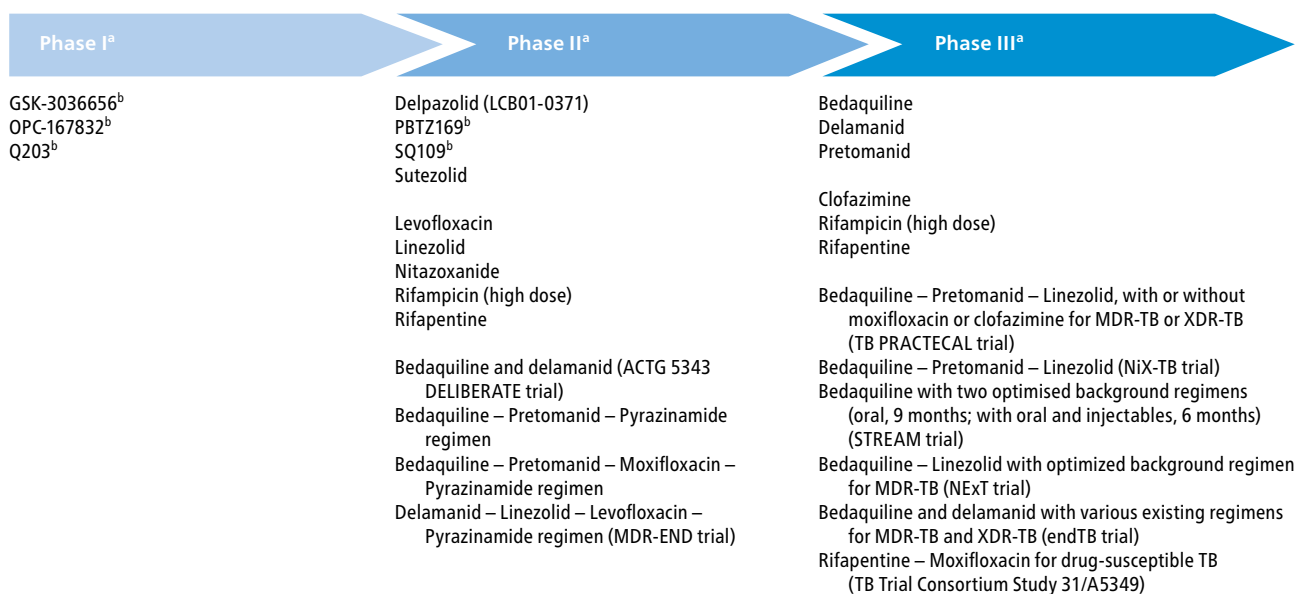 Phase Iᵃ
GSK-3036656ᵇ
OPC-167832ᵇ
Q203ᵇ
Phase IIᵃ
Delpazolid (LCB01-0371)
PBTZ169ᵇ
SQ109ᵇ
Sutezolid
Levofloxacin
Linezolid
Nitazoxanide
Rifampicin (high dose)
Rifapentine
Bedaquiline and delamanid (ACTG 5343
DELIBERATE trial)
Bedaquiline – Pretomanid – Pyrazinamide
regimen
Bedaquiline – Pretomanid – Moxifloxacin –
Pyrazinamide regimen
Delamanid – Linezolid – Levofloxacin –
Pyrazinamide regimen (MDR-END trial)
Phase IIIᵃ
Bedaquiline
Delamanid
Pretomanid
Clofazimine
Rifampicin (high dose)
Rifapentine
Bedaquiline – Pretomanid – Linezolid, with or without
moxifloxacin or clofazimine for MDR-TB or XDR-TB
(TB PRACTECAL trial)
Bedaquiline – Pretomanid – Linezolid (NiX-TB trial)
Bedaquiline with two optimised background regimens
(oral, 9 months; with oral and injectables, 6 months)
(STREAM trial)
Bedaquiline – Linezolid with optimized background regimen
for MDR-TB (NExT trial)
Bedaquiline and delamanid with various existing regimens
for MDR-TB and XDR-TB (endTB trial)
Rifapentine – Moxifloxacin for drug-susceptible TB
(TB Trial Consortium Study 31/A5349)